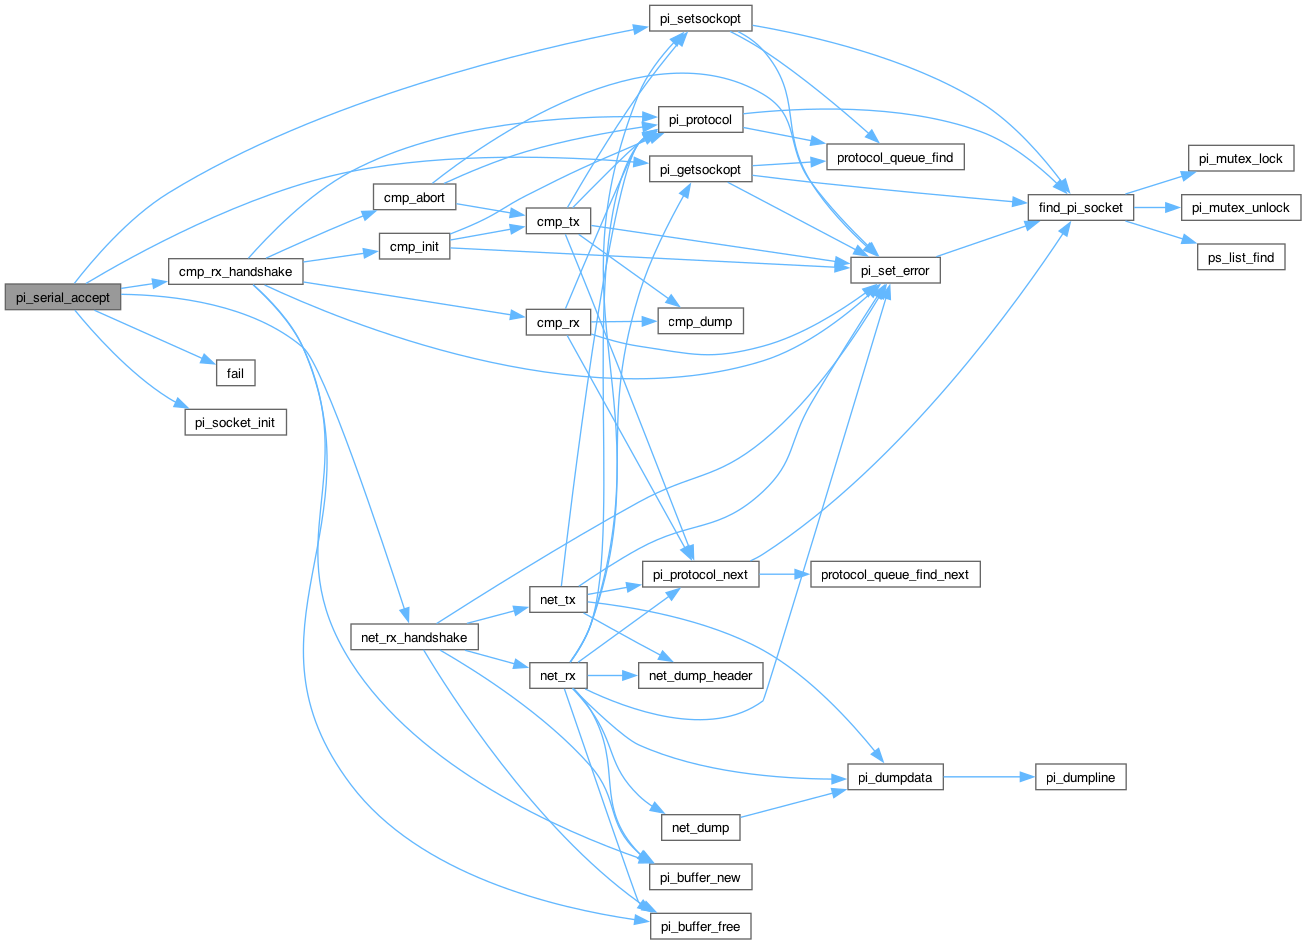 pi_setsockopt
pi_protocol
protocol_queue_find
pi_mutex_lock
pi_getsockopt
cmp_abort
find_pi_socket
pi_mutex_unlock
cmp_tx
cmp_init
ps_list_find
cmp_rx_handshake
pi_set_error
pi_serial_accept
cmp_rx
cmp_dump
fail
pi_socket_init
pi_protocol_next
protocol_queue_find_next
net_tx
net_rx_handshake
net_rx
net_dump_header
pi_dumpdata
pi_dumpline
net_dump
pi_buffer_new
pi_buffer_free